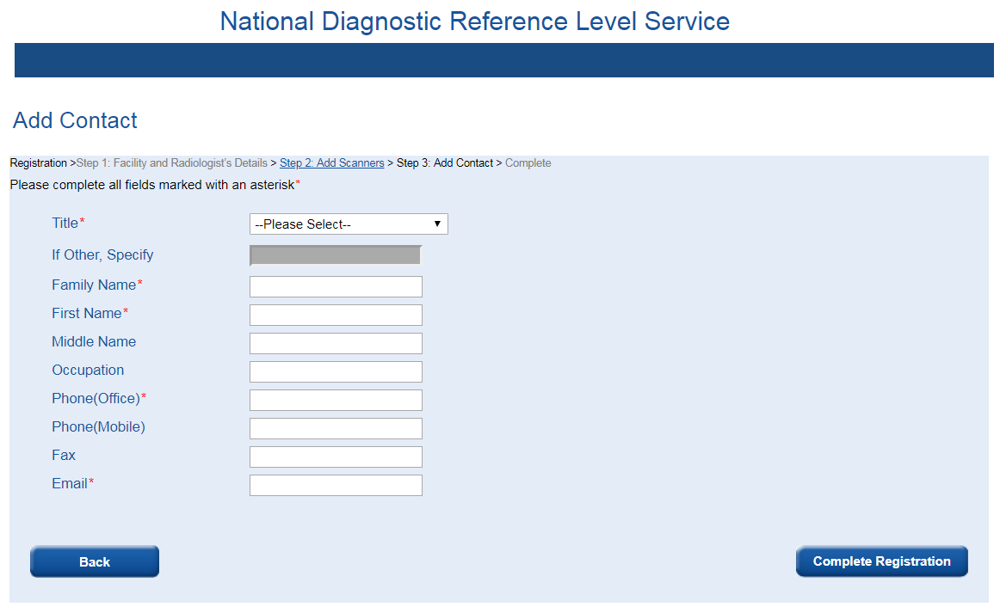 National Diagnostic Reference Level Service
Add Contact
Registration >Step 1: Facility and Radiologist's Details > Step 2: Add Scanners > Step 3: Add Contact > Complete
Please complete all fields marked with an asterisk*
Title* --Please Select--
If Other, Specify
Family Name*
First Name*
Middle Name
Occupation
Phone(Office)*
Phone(Mobile)
Fax
Email*
Back Complete Registration